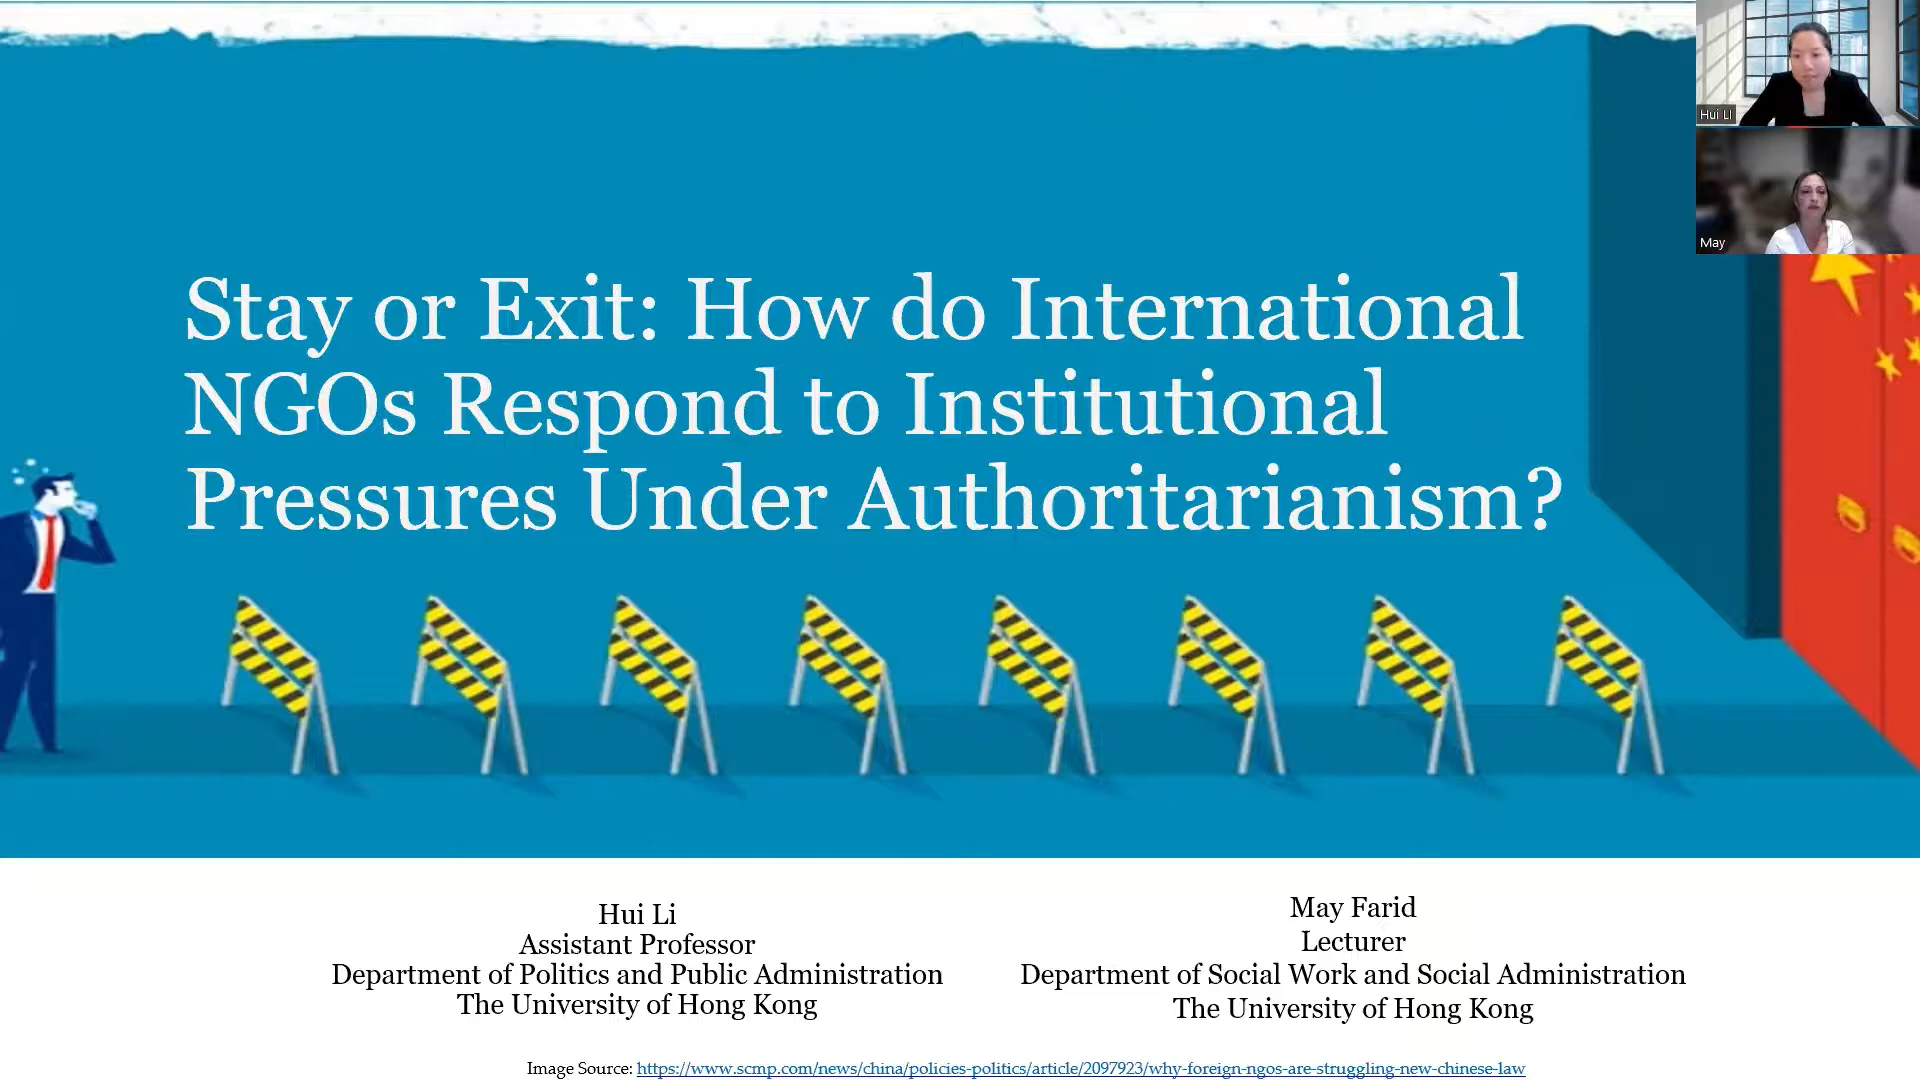 Hui LI
May
Stay or Exit: How do International
NGOs Respond to Institutional
Pressures Under Authoritarianism?
Hui Li
Assistant Professor
Department of Politics and Public Administration
The University of Hong Kong
May Farid
Lecturer
Department of Social Work and Social Administration
The University of Hong Kong
Image Source: https://www.scmp.com/news/china/policies-politics/article/2097923/why-foreign-ngos-are-struggling-new-chinese-law